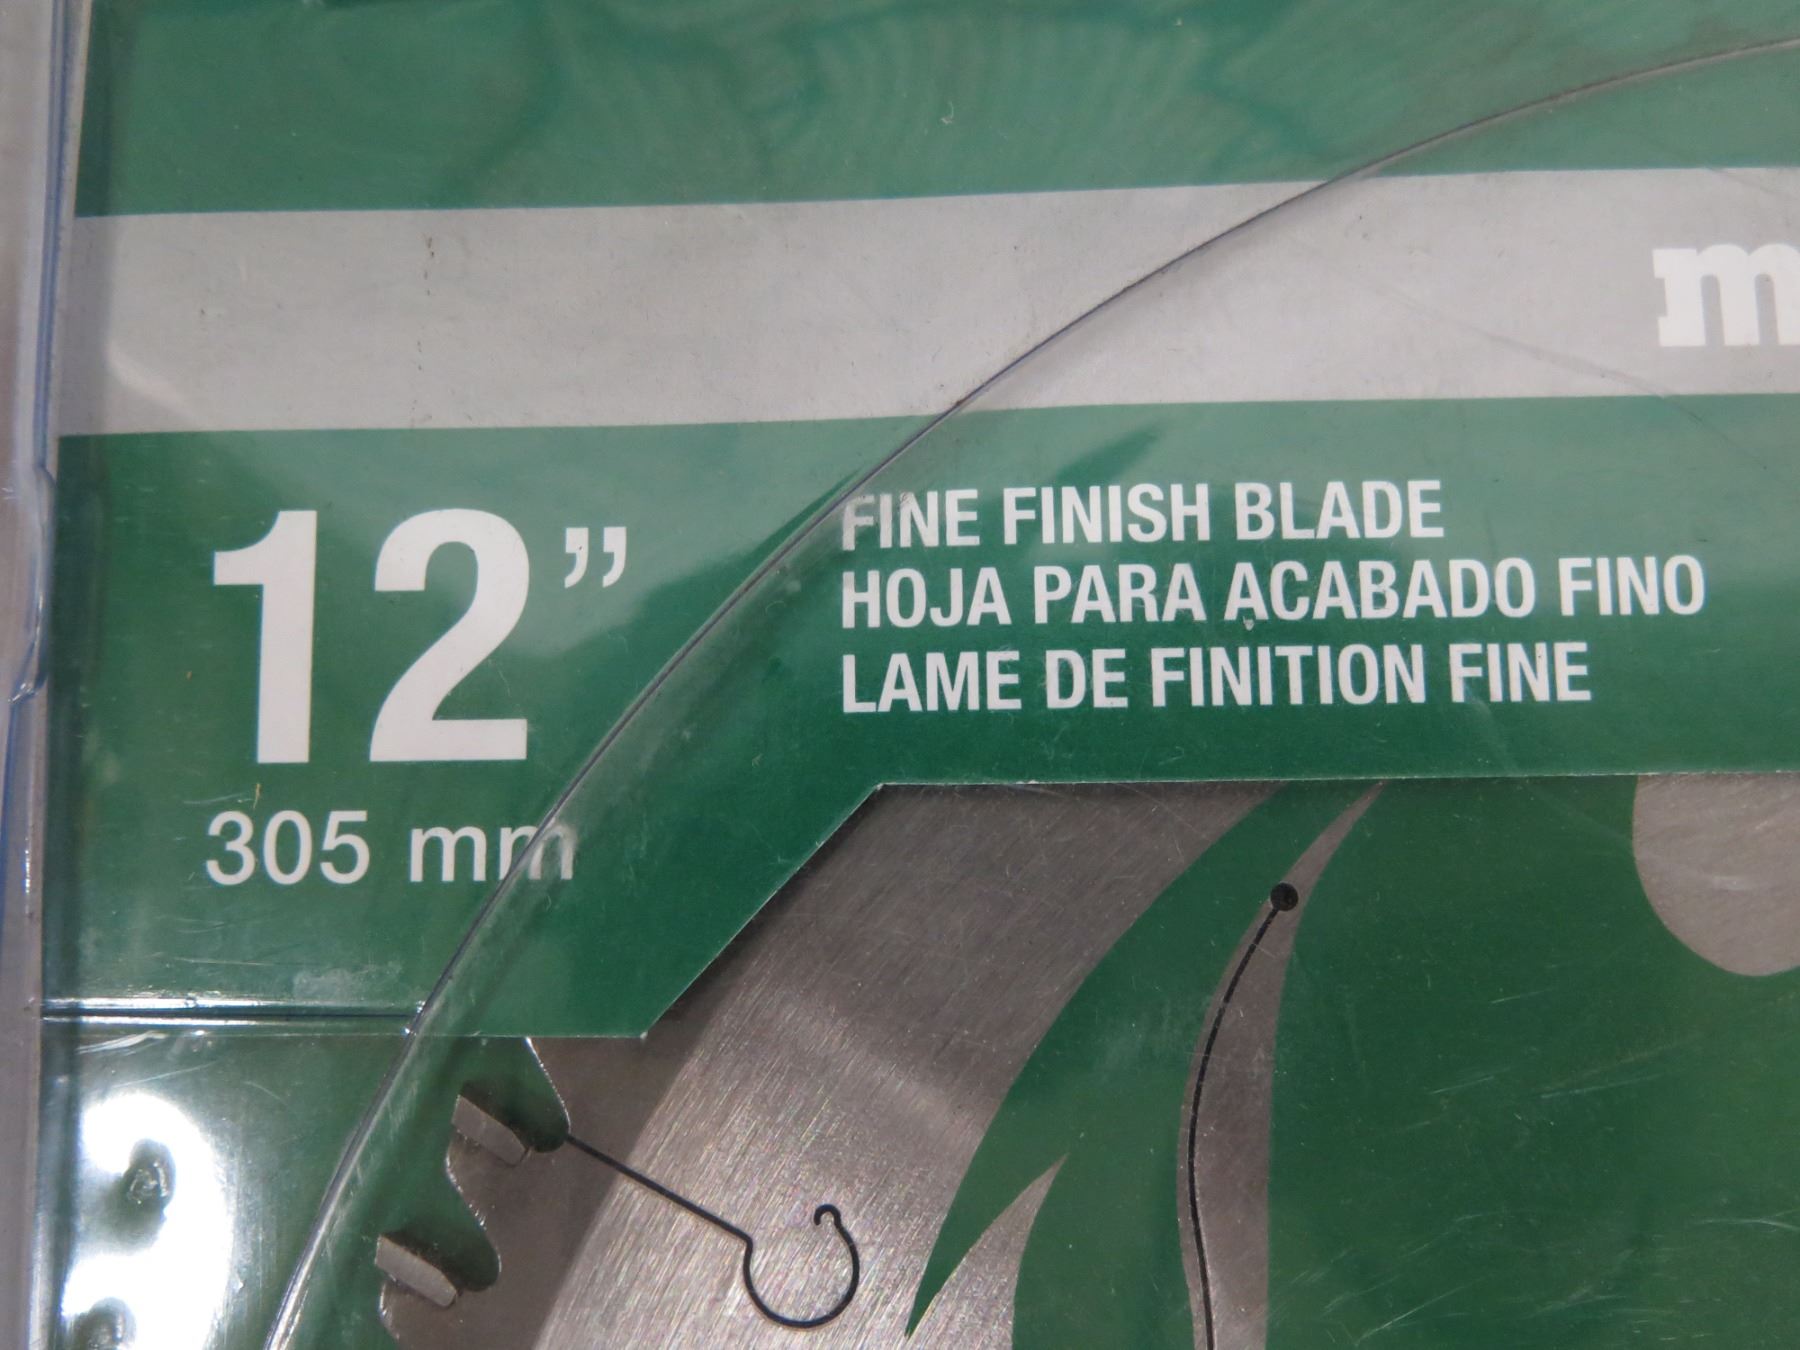 m
12”
305 mm
FINE FINISH BLADE
HOJA PARA ACABADO FINO
LAME DE FINITION FINE